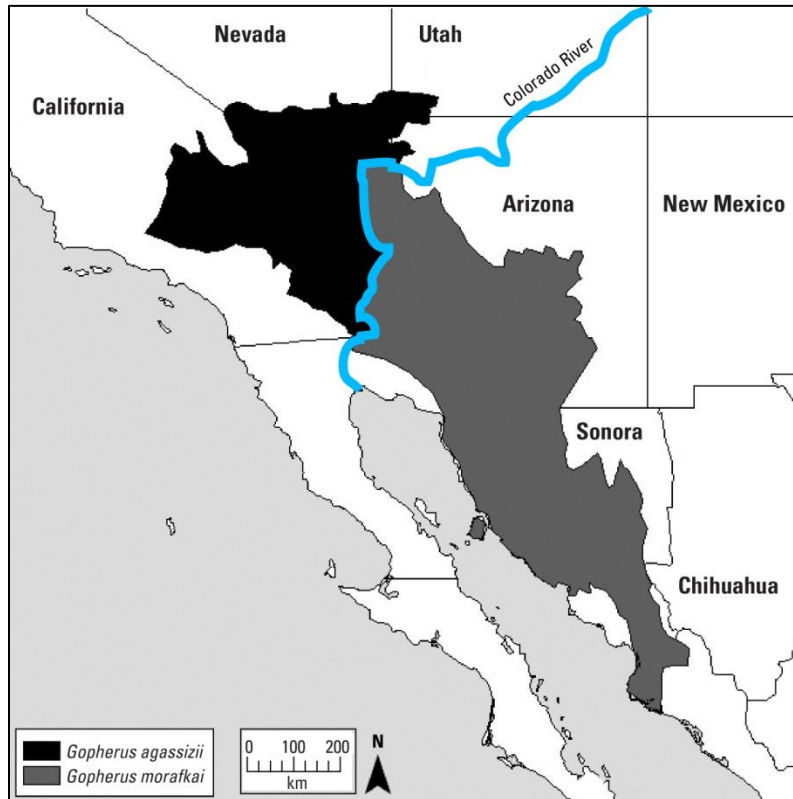 Nevada
Utah
Colorado River
California
Arizona
New Mexico
Sonora
Chihuahua
Gopherus agassizii
Gopherus morafkai
0 100 200
km
N